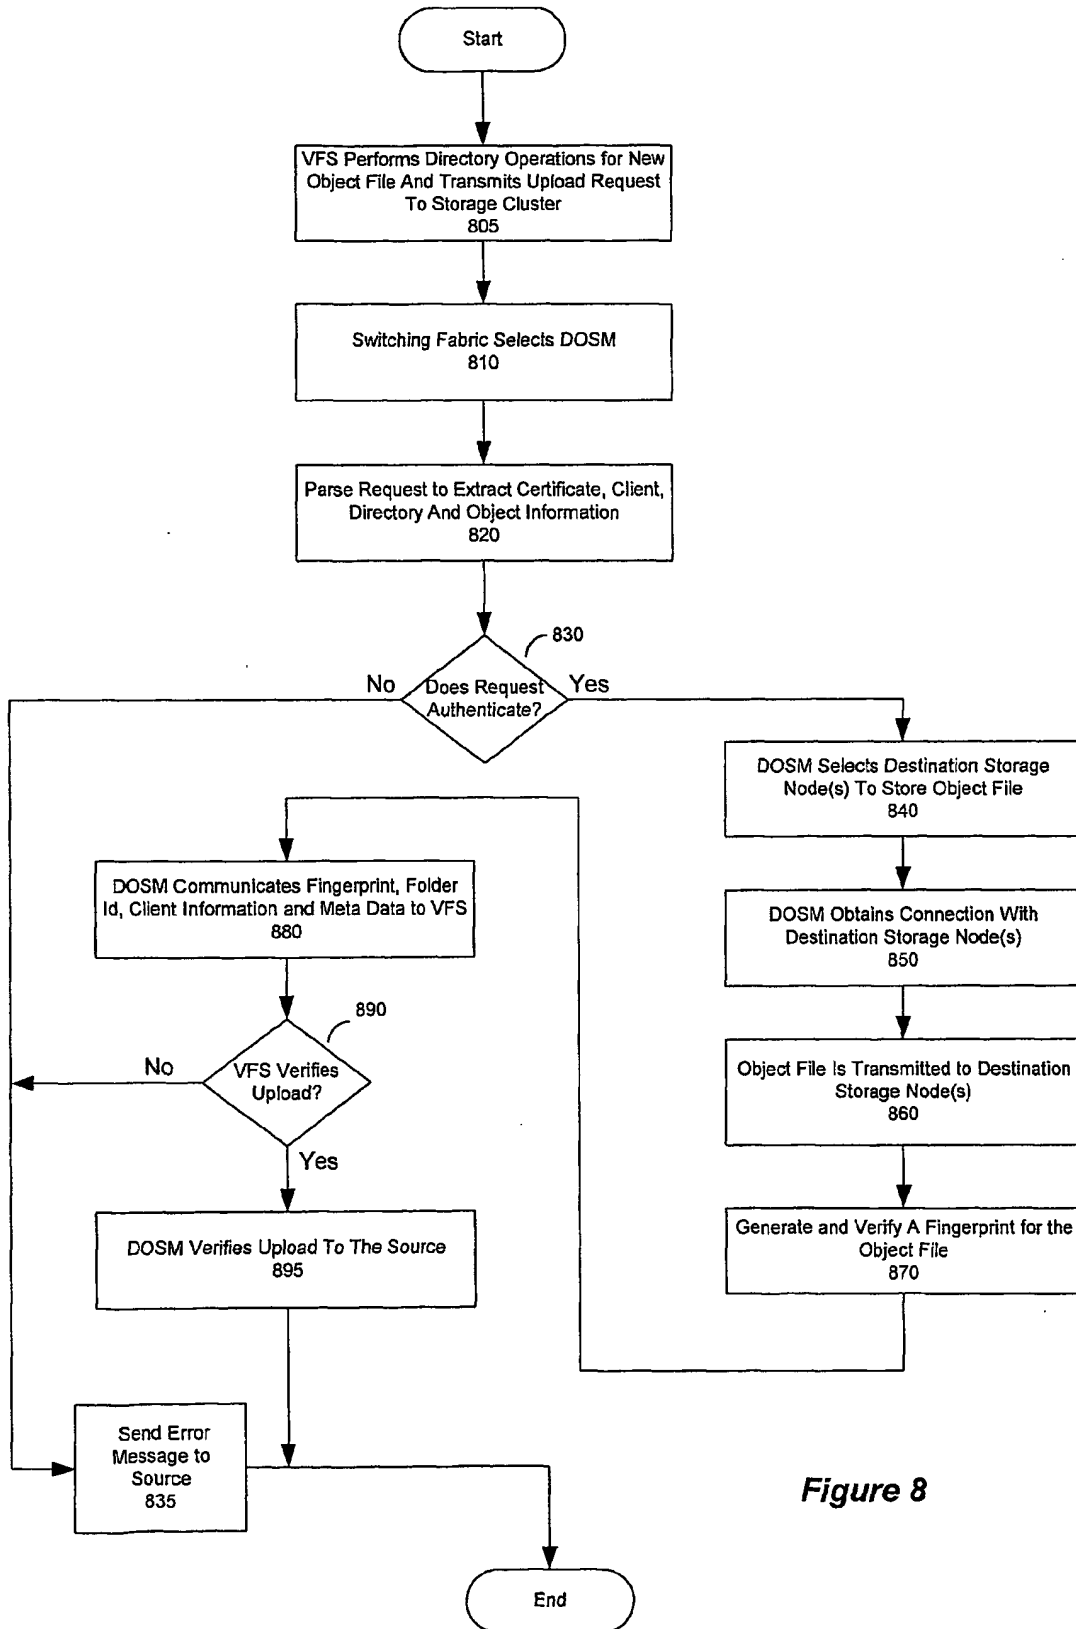 Start
VFS Performs Directory Operations for New
Object File And Transmits Upload Request
To Storage Cluster
805
Switching Fabric Selects DOSM
810
Parse Request to Extract Certificate, Client,
Directory And Object Information
820
830
No
Does Request
Authenticate?
Yes
DOSM Selects Destination Storage
Node(s) To Store Object File
840
DOSM Obtains Connection With
Destination Storage Node(s)
850
Object File Is Transmitted to Destination
Storage Node(s)
860
Generate and Verify A Fingerprint for the
Object File
870
DOSM Communicates Fingerprint, Folder
Id, Client Information and Meta Data to VFS
880
890
No
VFS Verifies
Upload?
Yes
DOSM Verifies Upload To The Source
895
Send Error
Message to
Source
835
End
Figure 8